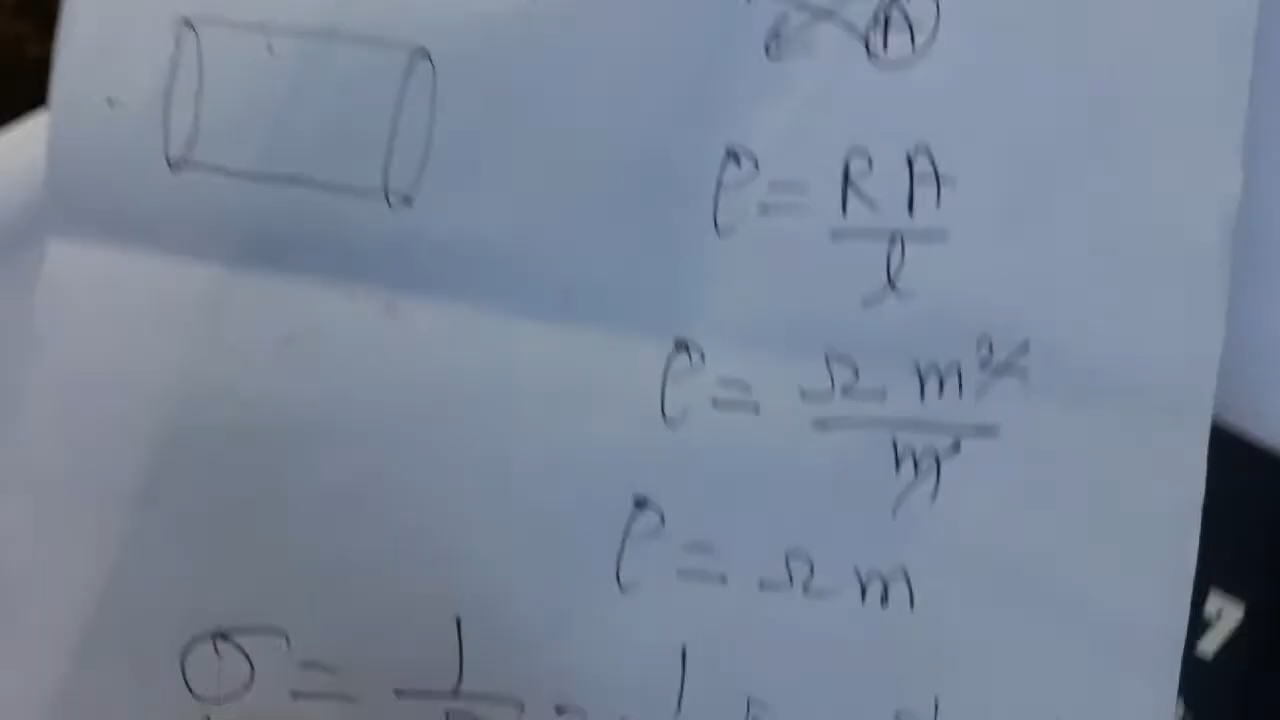 A
ρ = RA/l
ρ = Ω m²/m
ρ = Ω m
σ = 1